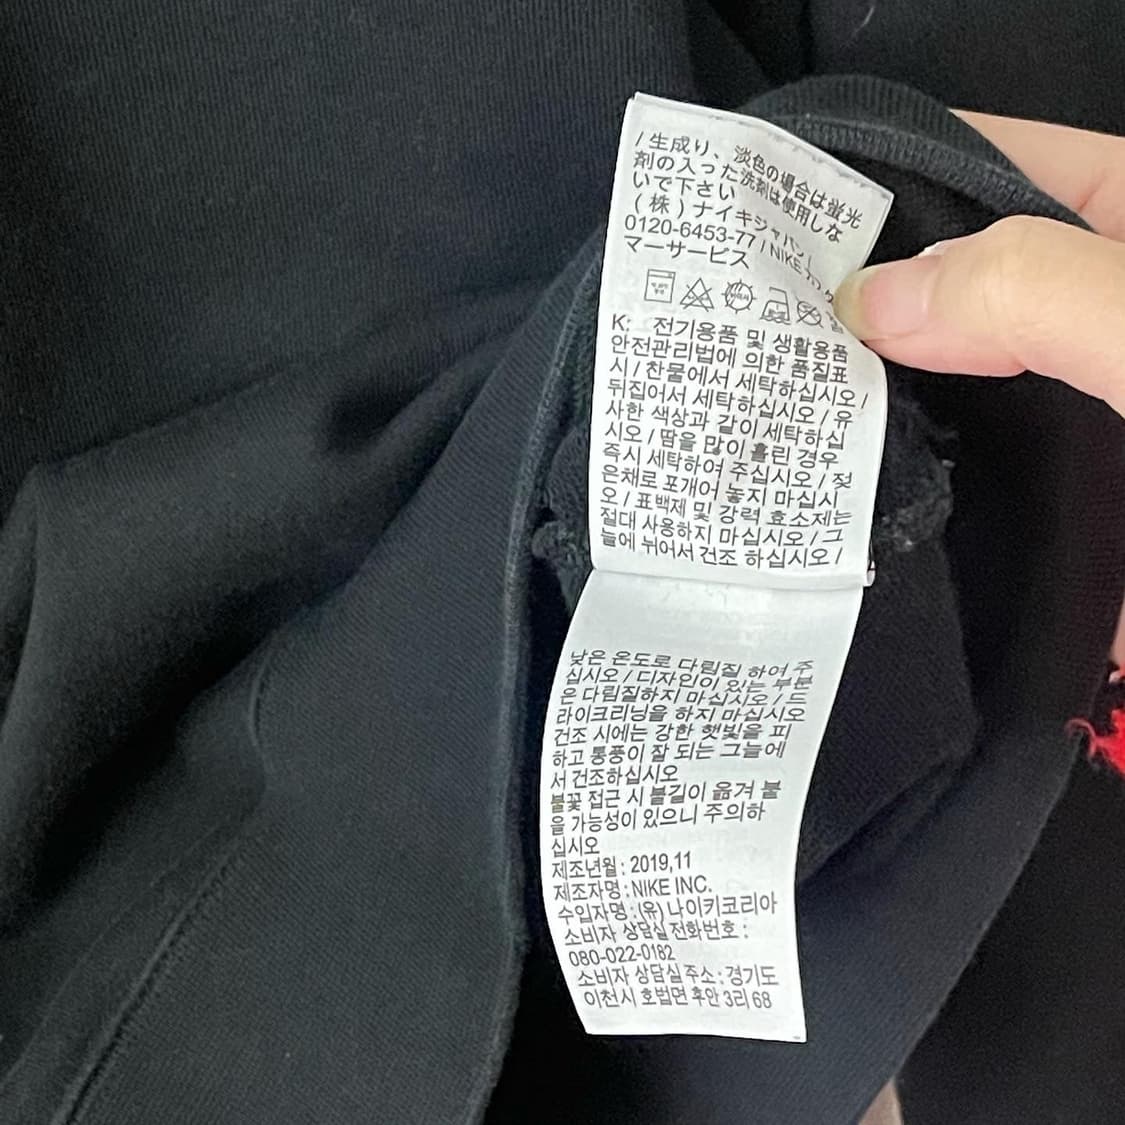 / 生成り、淡色の場合は蛍光
剤の入った洗剤は使用しな
いで下さい
(株)ナイキジャパン /
0120-6453-77 / NIKE カスタ
マーサービス
K: 전기용품 및 생활용품
안전관리법에 의한 품질표
시 / 찬물에서 세탁하십시오 /
뒤집어서 세탁하십시오 / 유
사한 색상과 같이 세탁하십
시오 / 땀을 많이 흘린 경우
즉시 세탁하여 주십시오 / 젖
은채로 포개어 놓지 마십시
오 / 표백제 및 강력 효소제는
절대 사용하지 마십시오 / 그
늘에 뉘어서 건조 하십시오 /
낮은 온도로 다림질 하여 주
십시오 / 디자인이 있는 부분
은 다림질하지 마십시오 / 드
라이크리닝을 하지 마십시오
건조 시에는 강한 햇빛을 피
하고 통풍이 잘 되는 그늘에
서 건조하십시오
불꽃 접근 시 불길이 옮겨 붙
을 가능성이 있으니 주의하
십시오
제조년월 : 2019,11
제조자명 : NIKE INC.
수입자명 : (유) 나이키코리아
소비자 상담실 전화번호 :
080-022-0182
소비자 상담실 주소 : 경기도
이천시 호법면 후안 3리 68